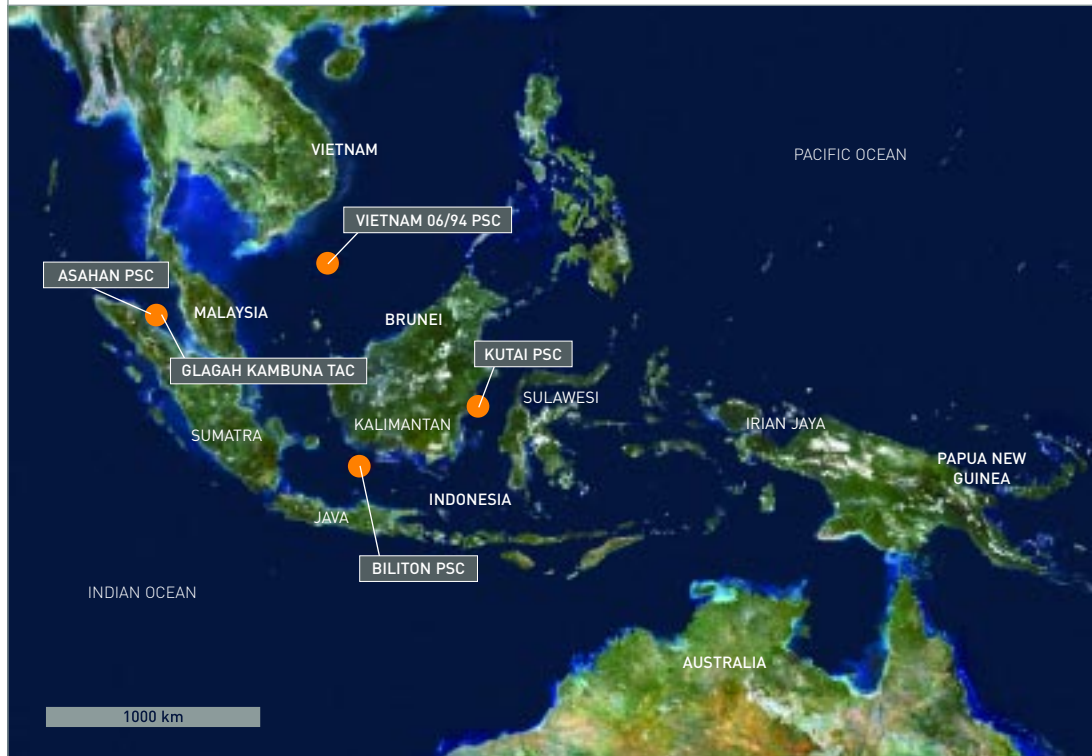 VIETNAM
PACIFIC OCEAN
VIETNAM 06/94 PSC
ASAHAN PSC
MALAYSIA
BRUNEI
KUTAI PSC
GLAGAH KAMBUNA TAC
SULAWESI
KALIMANTAN
IRIAN JAYA
SUMATRA
PAPUA NEW
GUINEA
INDONESIA
JAVA
BILITON PSC
INDIAN OCEAN
AUSTRALIA
1000 km